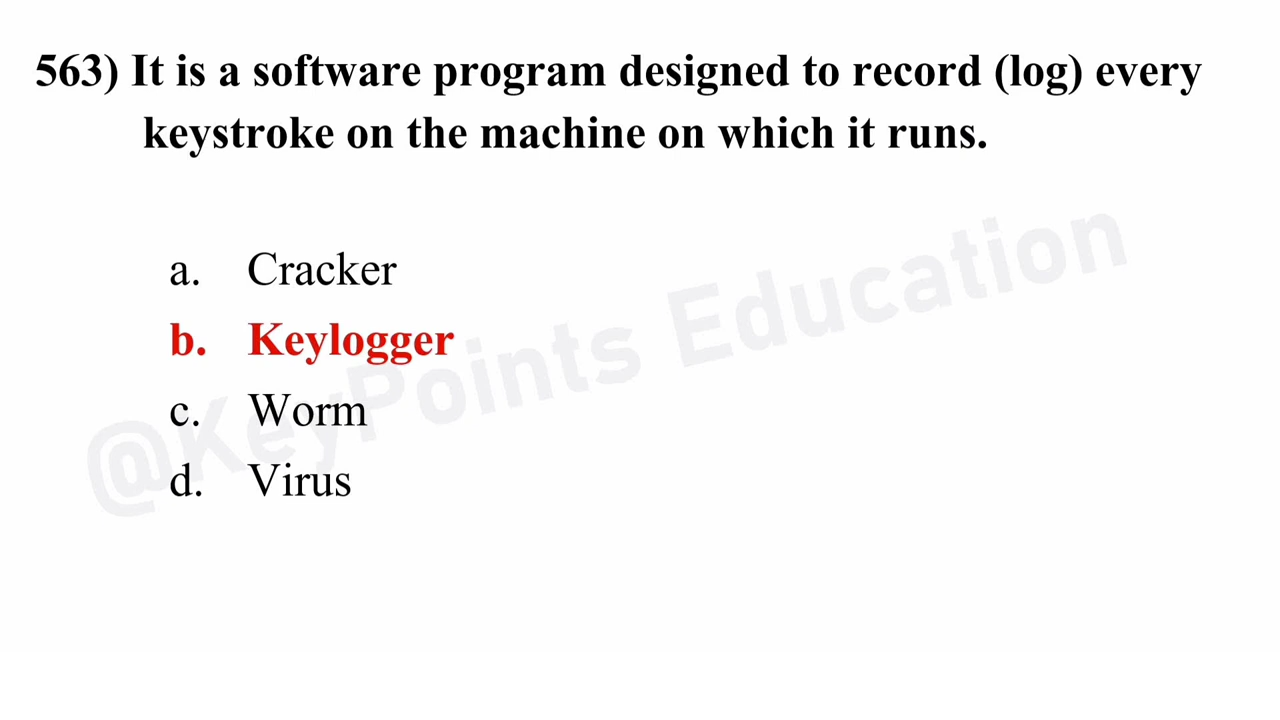 563) It is a software program designed to record (log) every
keystroke on the machine on which it runs.
a. Cracker
b. Keylogger
c. Worm
d. Virus
@KeyPoints Education